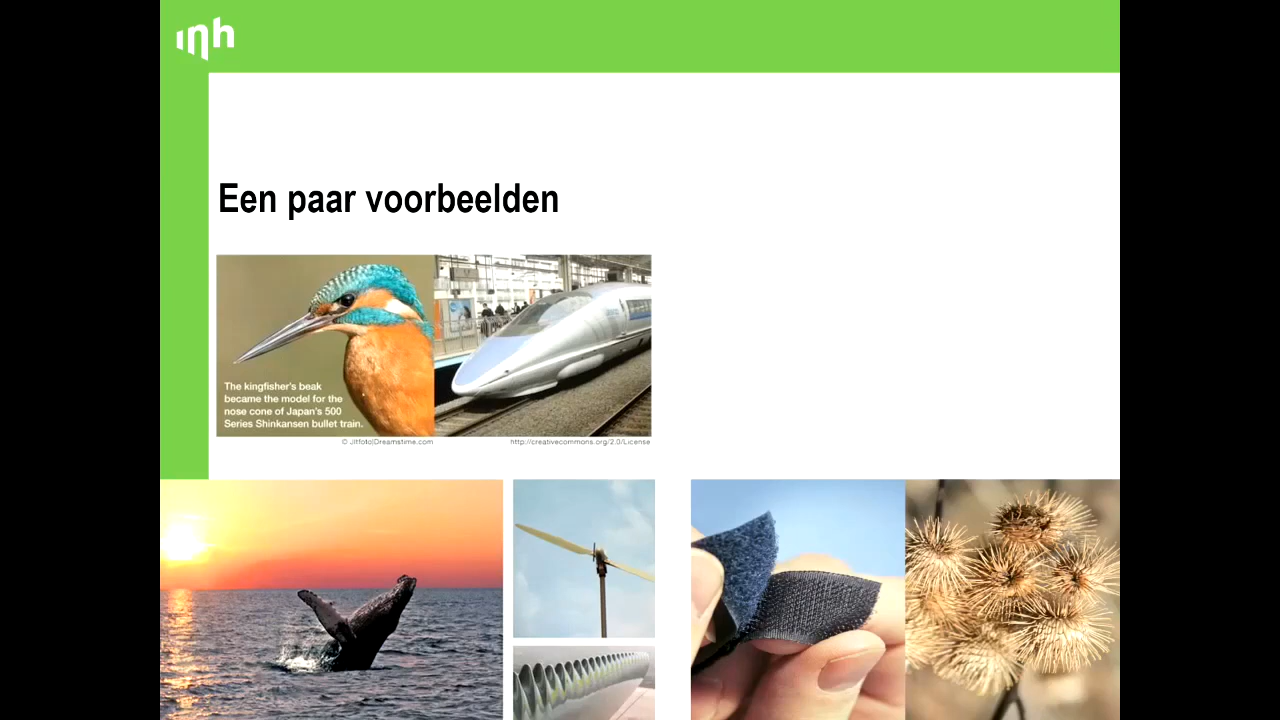 inh
Een paar voorbeelden
The kingfisher's beak
became the model for the
nose cone of Japan's 500
Series Shinkansen bullet train.
© Jltfoto|Dreamstime.com
http://creativecommons.org/2.0/License